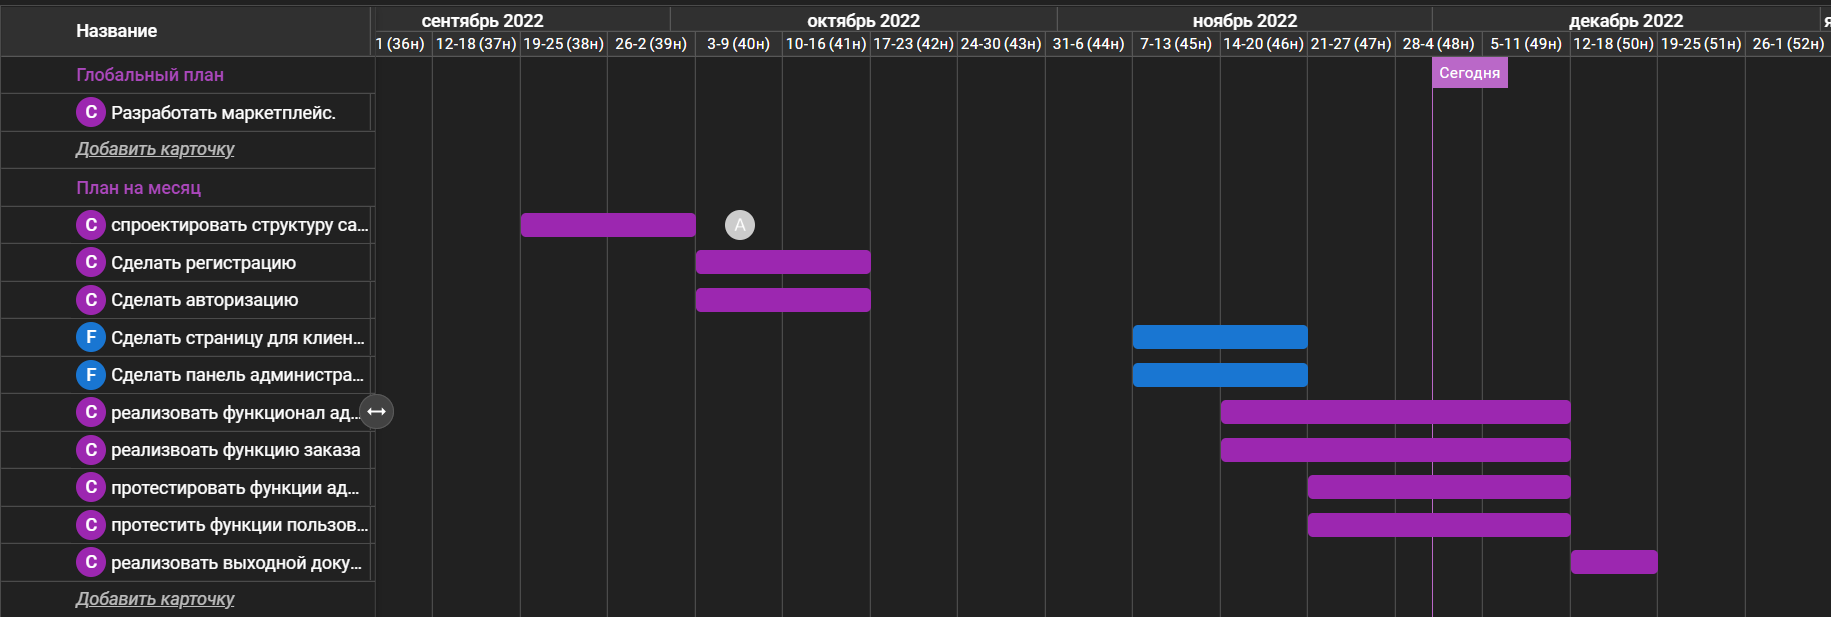 Название
сентябрь 2022 октябрь 2022 ноябрь 2022 декабрь 2022 я
1 (36н) 12-18 (37н) 19-25 (38н) 26-2 (39н) 3-9 (40н) 10-16 (41н) 17-23 (42н) 24-30 (43н) 31-6 (44н) 7-13 (45н) 14-20 (46н) 21-27 (47н) 28-4 (48н) 5-11 (49н) 12-18 (50н) 19-25 (51н) 26-1 (52н)
Глобальный план
Сегодня
C Разработать маркетплейс.
Добавить карточку
План на месяц
C спроектировать структуру са...
A
C Сделать регистрацию
C Сделать авторизацию
F Сделать страницу для клиен...
F Сделать панель администра...
C реализовать функционал ад...
C реализвоать функцию заказа
C протестировать функции ад...
C протестить функции пользов...
C реализовать выходной доку...
Добавить карточку